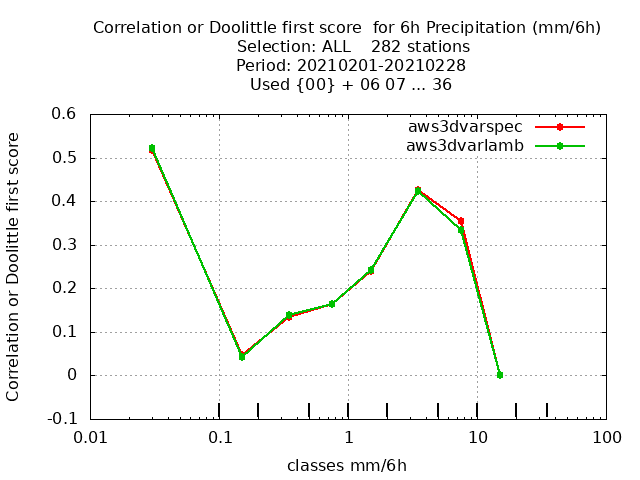 Correlation or Doolittle first score  for 6h Precipitation (mm/6h)
Selection: ALL    282 stations
Period: 20210201-20210228
Used {00} + 06 07 ... 36
aws3dvarspec
aws3dvarlamb
Correlation or Doolittle first score
0.6
0.5
0.4
0.3
0.2
0.1
0
-0.1
0.01 0.1 1 10 100
classes mm/6h